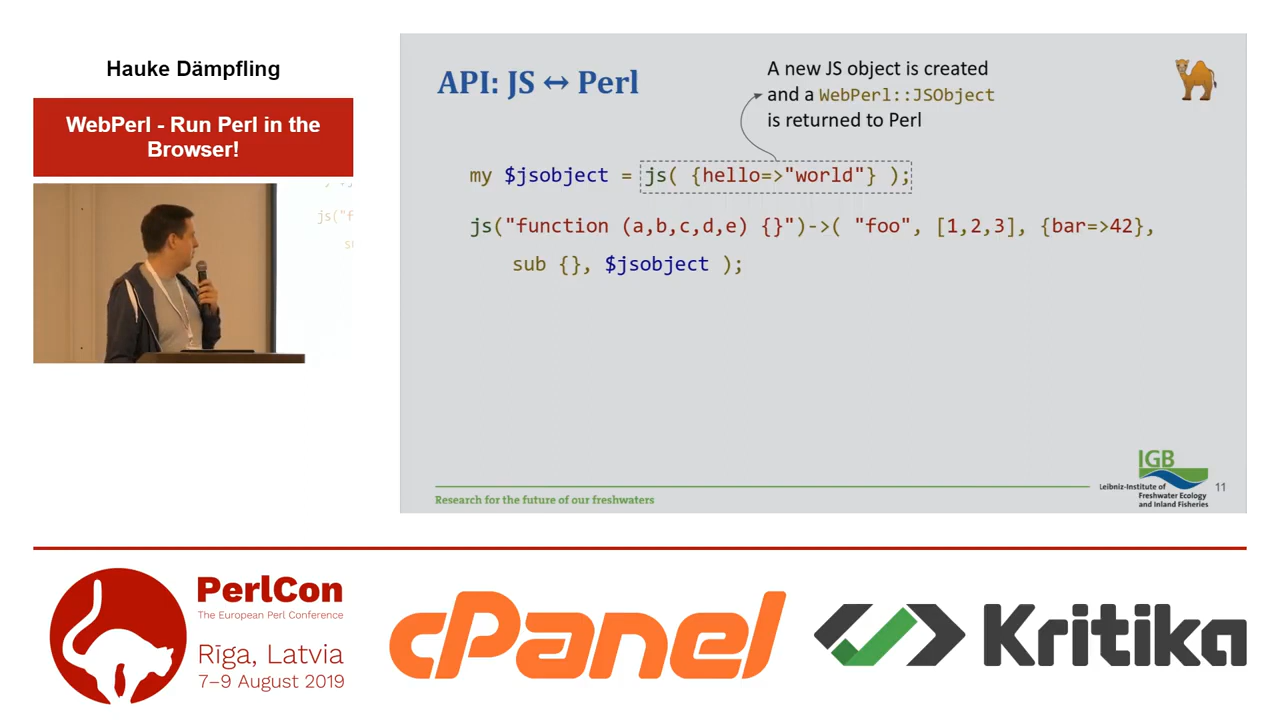 Hauke Dämpfling
WebPerl - Run Perl in the
Browser!
js("f
API: JS ↔ Perl
A new JS object is created
and a WebPerl::JSObject
is returned to Perl
my $jsobject = js( {hello=>"world"} );
js("function (a,b,c,d,e) {}")->( "foo", [1,2,3], {bar=>42},
sub {}, $jsobject );
Research for the future of our freshwaters
IGB
Leibniz-Institute of
Freshwater Ecology
and Inland Fisheries
11
PerlCon
The European Perl Conference
Rīga, Latvia
7–9 August 2019
cPanel
Kritika